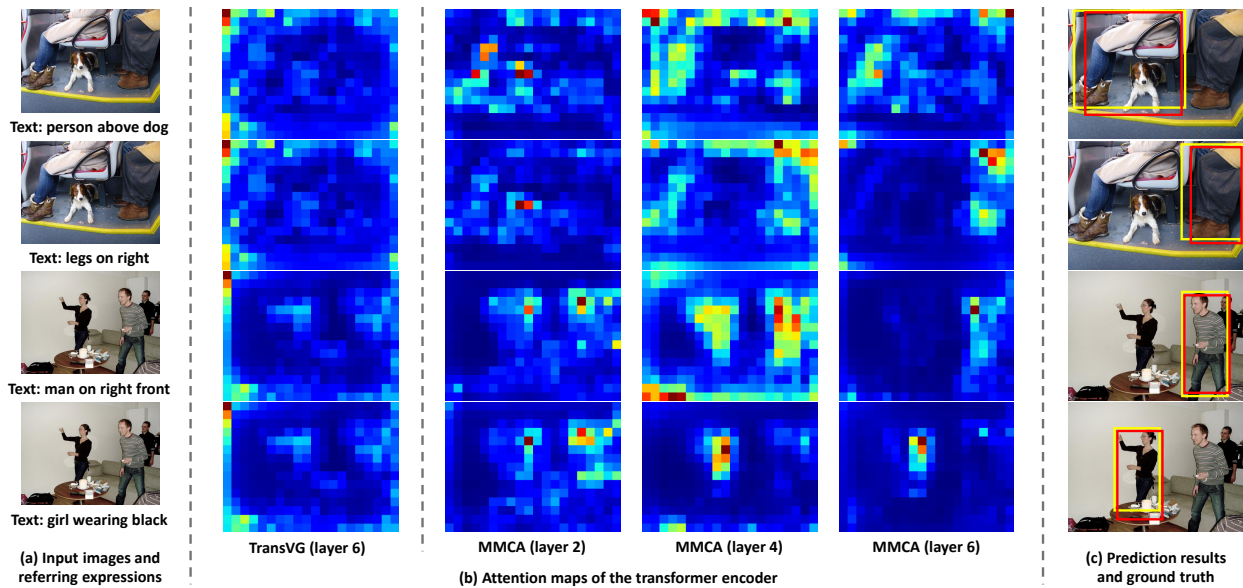 Text: person above dog
Text: legs on right
Text: man on right front
Text: girl wearing black
TransVG (layer 6)
MMCA (layer 2)
MMCA (layer 4)
MMCA (layer 6)
(a) Input images and
referring expressions
(b) Attention maps of the transformer encoder
(c) Prediction results
and ground truth